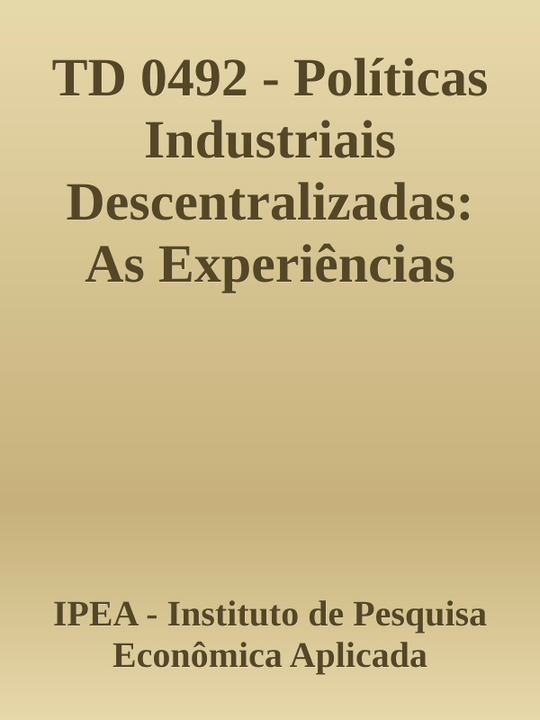 TD 0492 - Políticas
Industriais
Descentralizadas:
As Experiências
IPEA - Instituto de Pesquisa
Econômica Aplicada